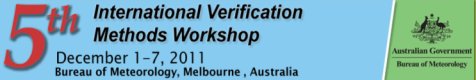 5th International Verification
Methods Workshop
December 1-7, 2011
Bureau of Meteorology, Melbourne , Australia
Australian Government
Bureau of Meteorology